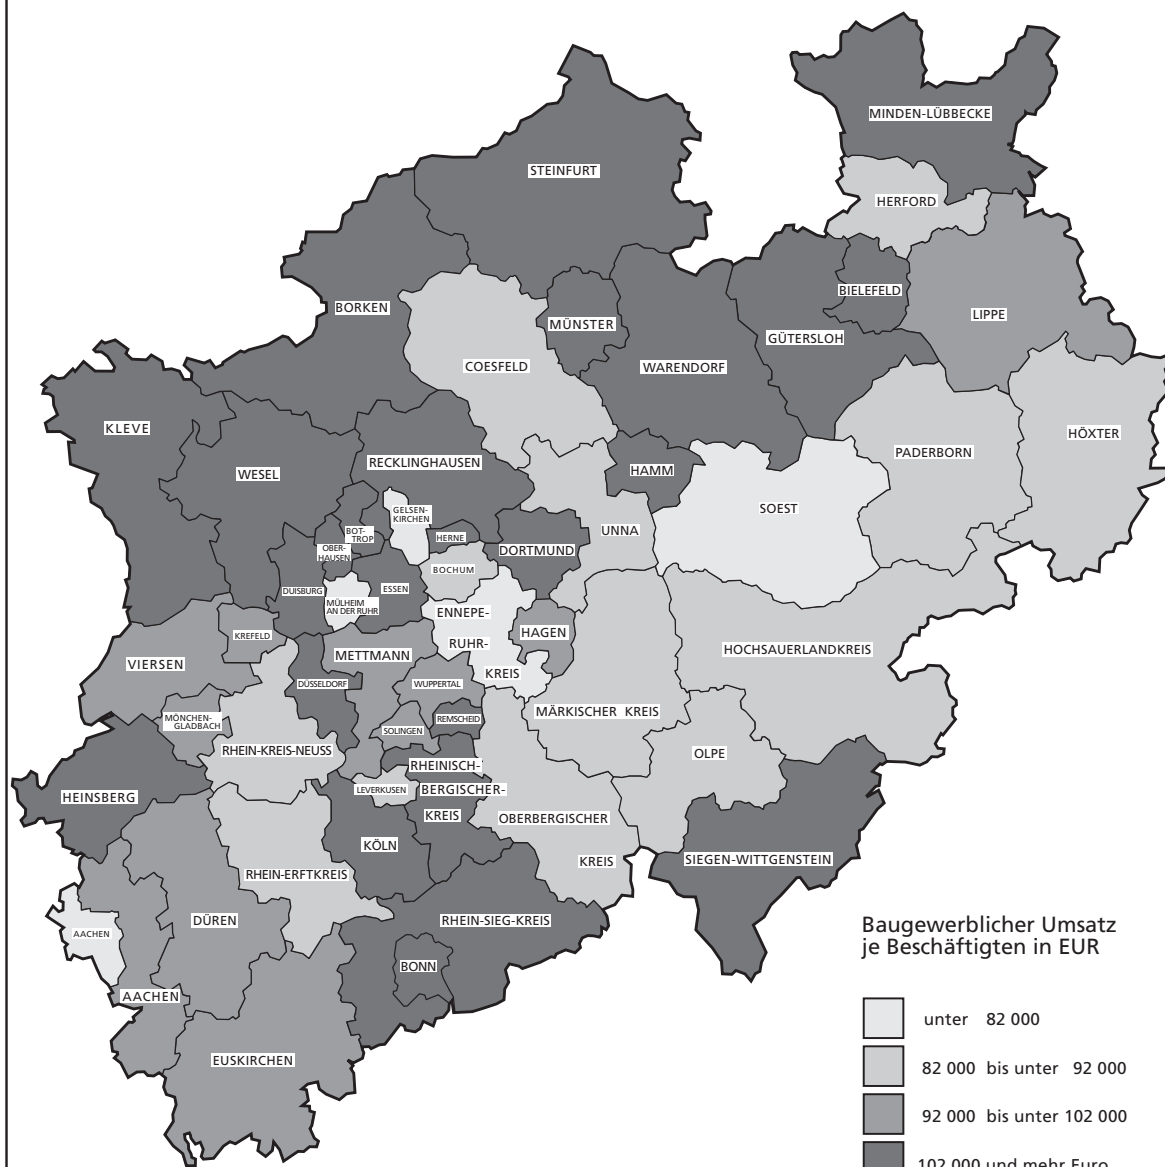 MINDEN-LÜBBECKE
STEINFURT
HERFORD
BIELEFELD
BORKEN
LIPPE
MÜNSTER
GÜTERSLOH
COESFELD
WARENDORF
KLEVE
HÖXTER
PADERBORN
RECKLINGHAUSEN
HAMM
WESEL
SOEST
GELSEN-
KIRCHEN
UNNA
BOT-
TROP
HERNE
OBER-
HAUSEN
DORTMUND
BOCHUM
DUISBURG
ESSEN
MÜLHEIM
AN DER RUHR
ENNEPE-
RUHR-
KREIS
HAGEN
KREFELD
HOCHSAUERLANDKREIS
METTMANN
VIERSEN
DÜSSELDORF
WUPPERTAL
MÄRKISCHER KREIS
MÖNCHEN-
GLADBACH
REMSCHEID
SOLINGEN
RHEIN-KREIS-NEUSS
OLPE
RHEINISCH-
BERGISCHER-
KREIS
LEVERKUSEN
HEINSBERG
OBERBERGISCHER
KREIS
KÖLN
SIEGEN-WITTGENSTEIN
RHEIN-ERFTKREIS
DÜREN
RHEIN-SIEG-KREIS
AACHEN
BONN
AACHEN
EUSKIRCHEN
Baugewerblicher Umsatz
je Beschäftigten in EUR
unter 82 000
82 000 bis unter 92 000
92 000 bis unter 102 000
102 000 und mehr Euro